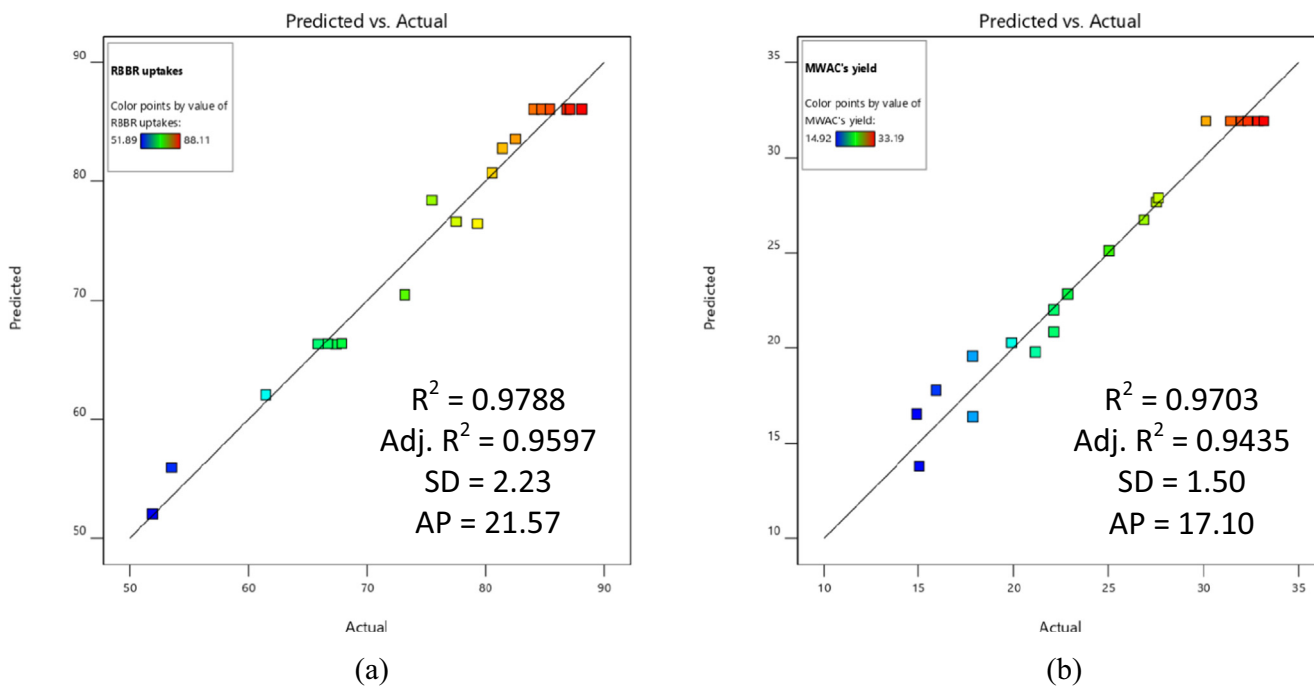 Predicted vs. Actual
90
80
70
60
50
RBBR uptakes
Color points by value of
RBBR uptakes:
51.89 88.11
R² = 0.9788
Adj. R² = 0.9597
SD = 2.23
AP = 21.57
50 60 70 80 90
Predicted
Actual
(a)
Predicted vs. Actual
35
30
25
20
15
10
MWAC's yield
Color points by value of
MWAC's yield:
14.92 33.19
R² = 0.9703
Adj. R² = 0.9435
SD = 1.50
AP = 17.10
10 15 20 25 30 35
Predicted
Actual
(b)